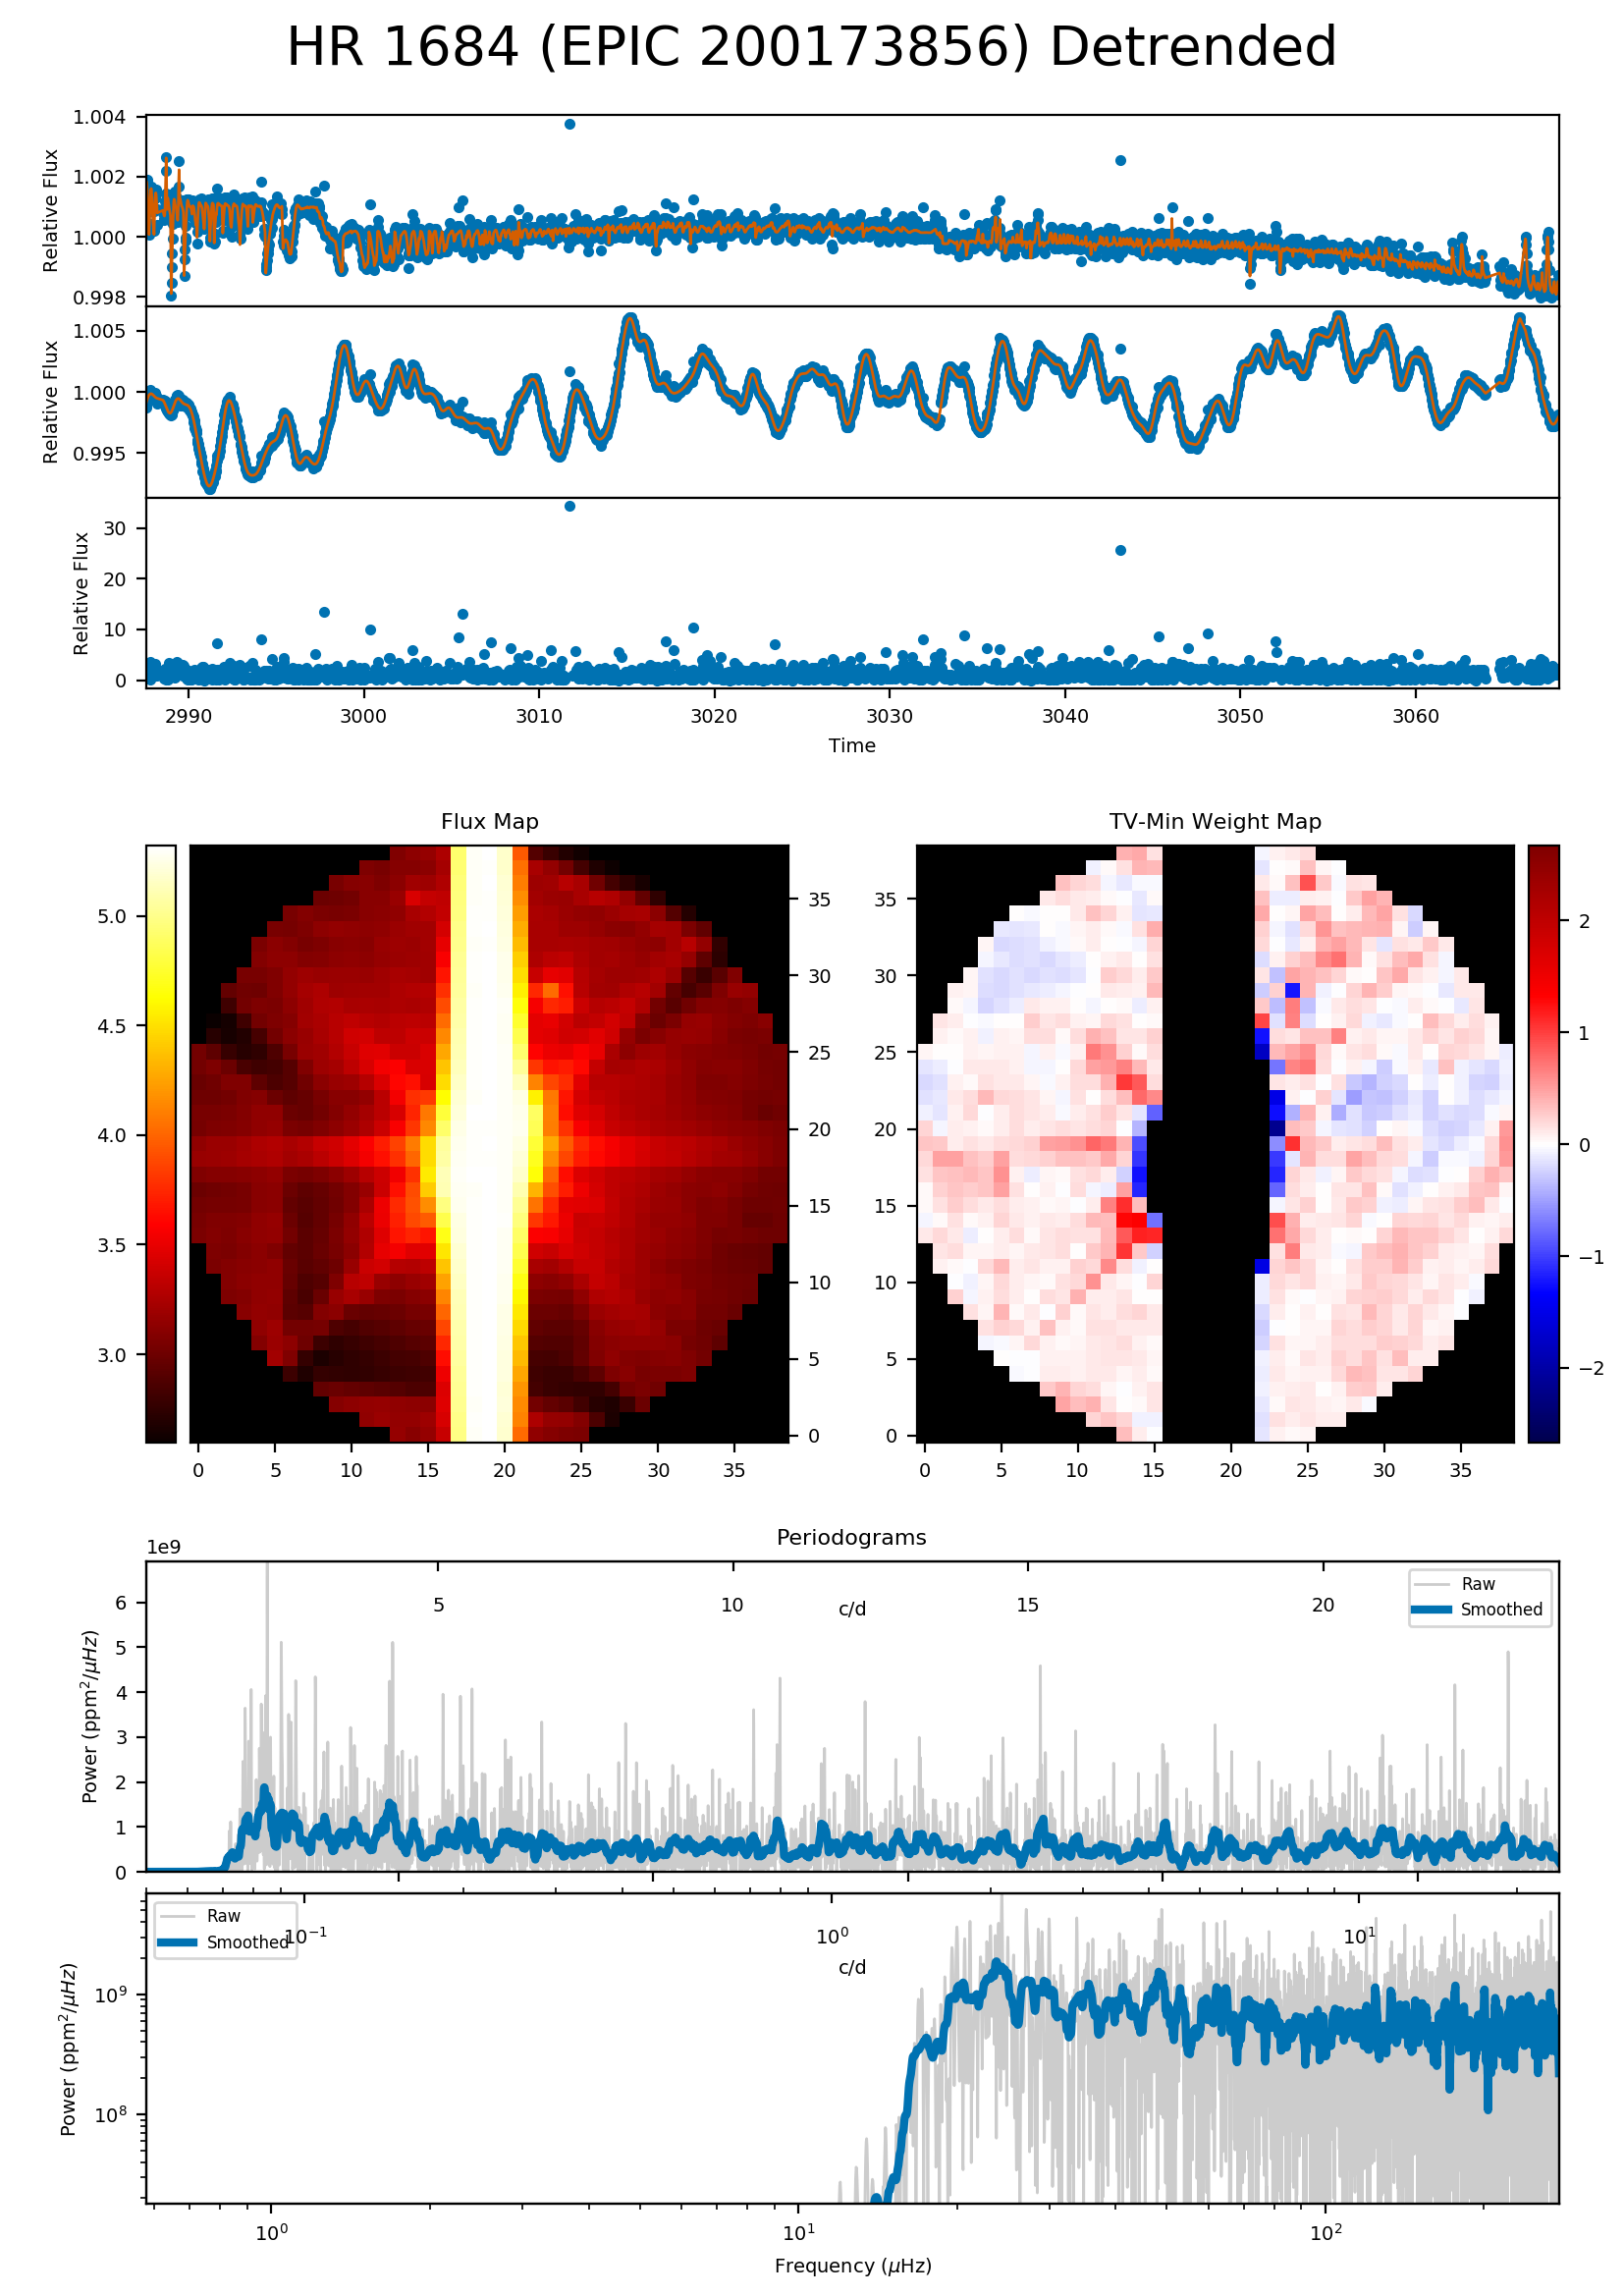 HR 1684 (EPIC 200173856) Detrended
1.004
1.002
1.000
0.998
Relative Flux
1.005
1.000
0.995
Relative Flux
30
20
10
0
Relative Flux
2990 3000 3010 3020 3030 3040 3050 3060
Time
Flux Map
5.0
4.5
4.0
3.5
3.0
35
30
25
20
15
10
5
0
0 5 10 15 20 25 30 35
TV-Min Weight Map
35
30
25
20
15
10
5
0
0 5 10 15 20 25 30 35
2
1
0
−1
−2
Periodograms
1e9
6
5
4
3
2
1
0
Power (ppm²/μHz)
5 10 15 20
c/d
Raw
Smoothed
Raw
Smoothed
10⁻¹ 10⁰ 10¹
c/d
10⁹
10⁸
Power (ppm²/μHz)
10⁰ 10¹ 10²
Frequency (μHz)